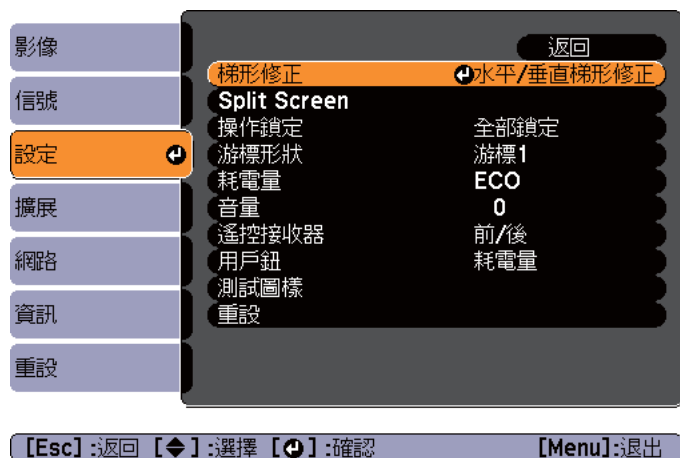 影像
信號
設定
擴展
網路
資訊
重設
返回
梯形修正 水平/垂直梯形修正
Split Screen
操作鎖定 全部鎖定
游標形狀 游標1
耗電量 ECO
音量 0
遙控接收器 前/後
用戶鈕 耗電量
測試圖樣
重設
[Esc] :返回 [◆] :選擇 [↵] :確認 [Menu]:退出